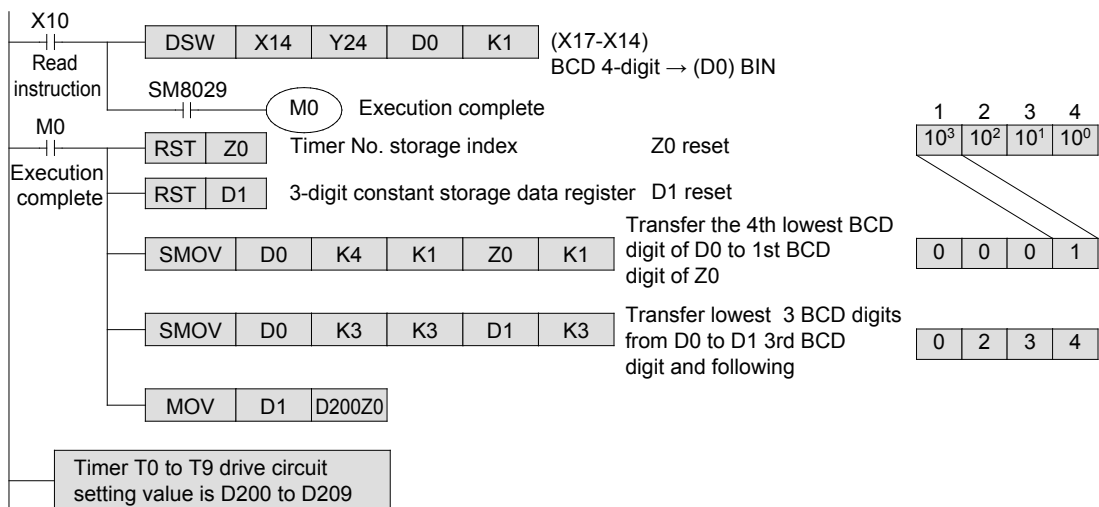 X10
Read
instruction
DSW X14 Y24 D0 K1
(X17-X14)
BCD 4-digit → (D0) BIN
SM8029
M0
Execution complete
M0
Execution
complete
RST Z0
Timer No. storage index
Z0 reset
RST D1
3-digit constant storage data register
D1 reset
SMOV D0 K4 K1 Z0 K1
Transfer the 4th lowest BCD
digit of D0 to 1st BCD
digit of Z0
SMOV D0 K3 K3 D1 K3
Transfer lowest 3 BCD digits
from D0 to D1 3rd BCD
digit and following
MOV D1 D200Z0
Timer T0 to T9 drive circuit
setting value is D200 to D209
1 2 3 4
10³ 10² 10¹ 10⁰
0 0 0 1
0 2 3 4